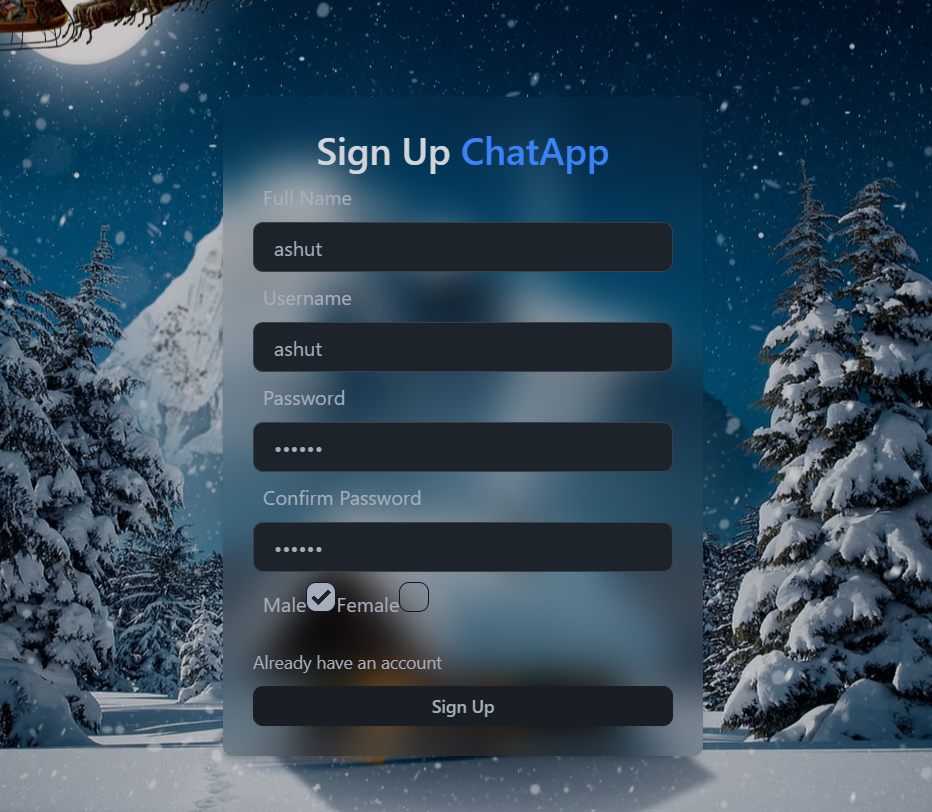 Sign Up ChatApp
Full Name
ashut
Username
ashut
Password
••••••
Confirm Password
••••••
Male Female
Already have an account
Sign Up